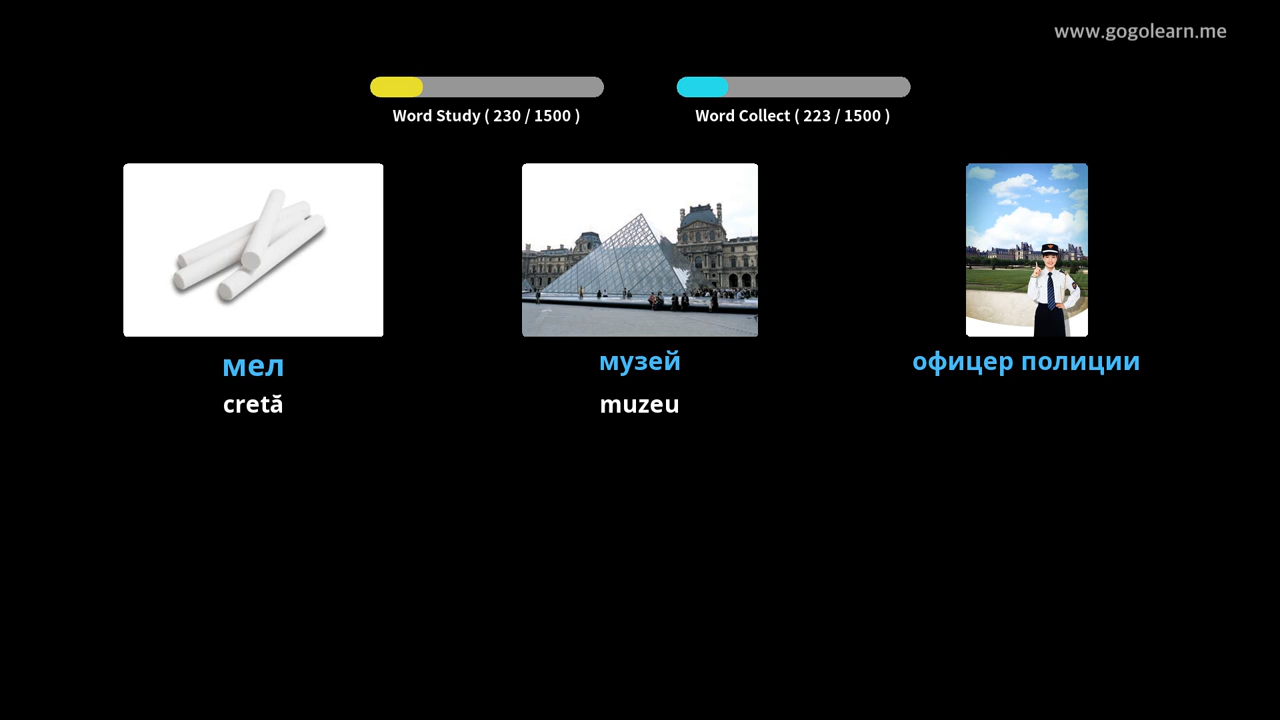 www.gogolearn.me
Word Study ( 230 / 1500 )
Word Collect ( 223 / 1500 )
мел
музей
офицер полиции
cretă
muzeu